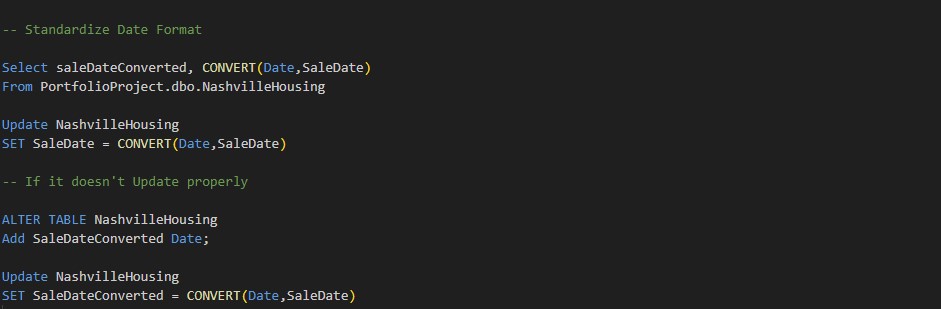 -- Standardize Date Format
Select saleDateConverted, CONVERT(Date,SaleDate)
From PortfolioProject.dbo.NashvilleHousing
Update NashvilleHousing
SET SaleDate = CONVERT(Date,SaleDate)
-- If it doesn't Update properly
ALTER TABLE NashvilleHousing
Add SaleDateConverted Date;
Update NashvilleHousing
SET SaleDateConverted = CONVERT(Date,SaleDate)